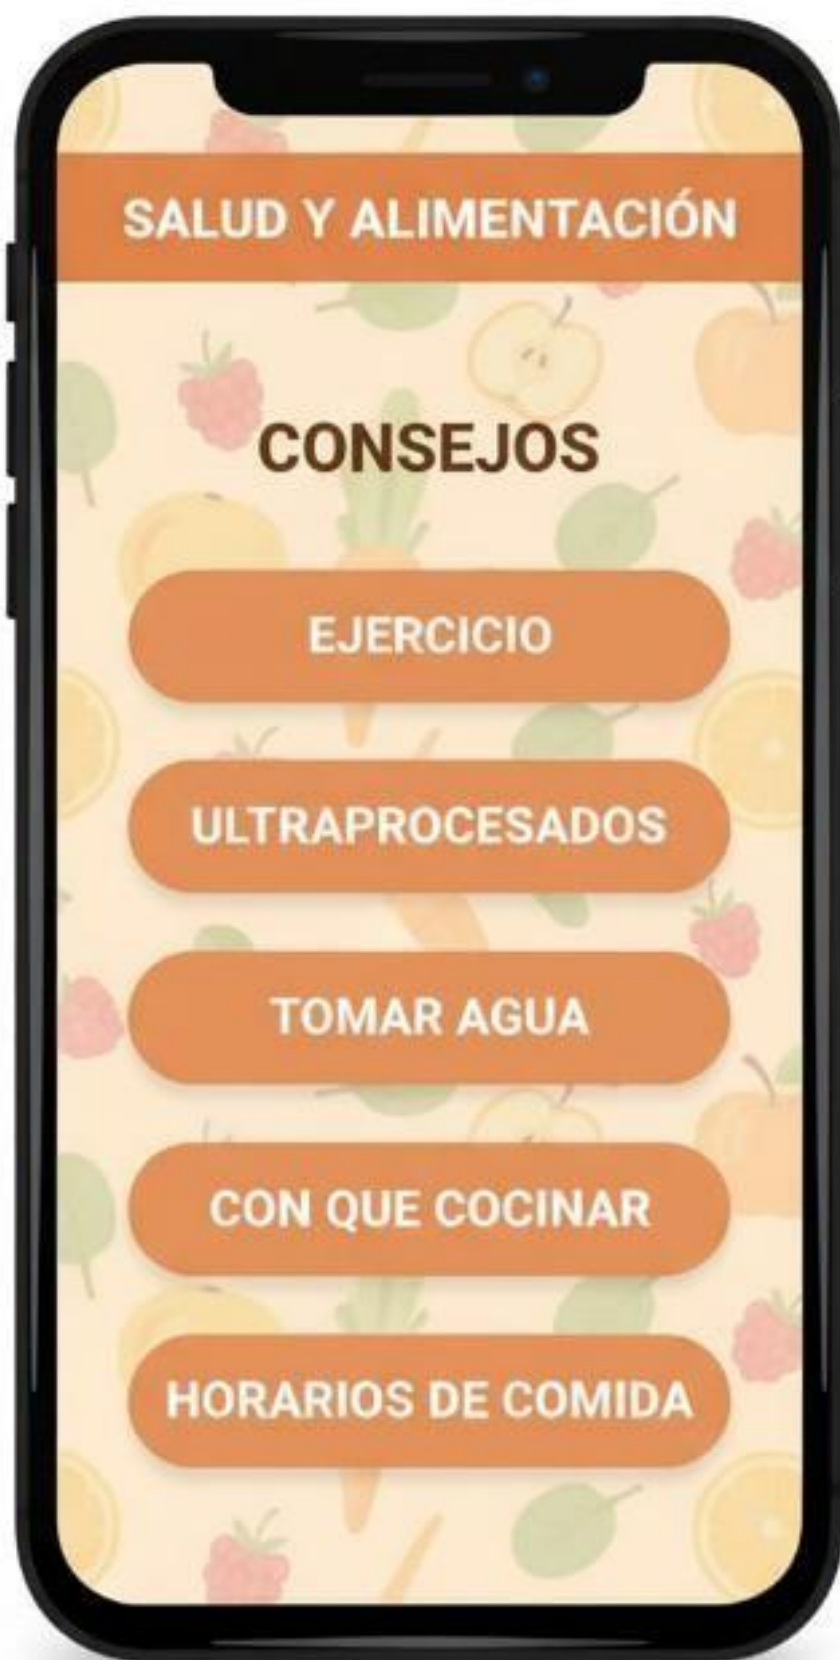 SALUD Y ALIMENTACIÓN
CONSEJOS
EJERCICIO
ULTRAPROCESADOS
TOMAR AGUA
CON QUE COCINAR
HORARIOS DE COMIDA